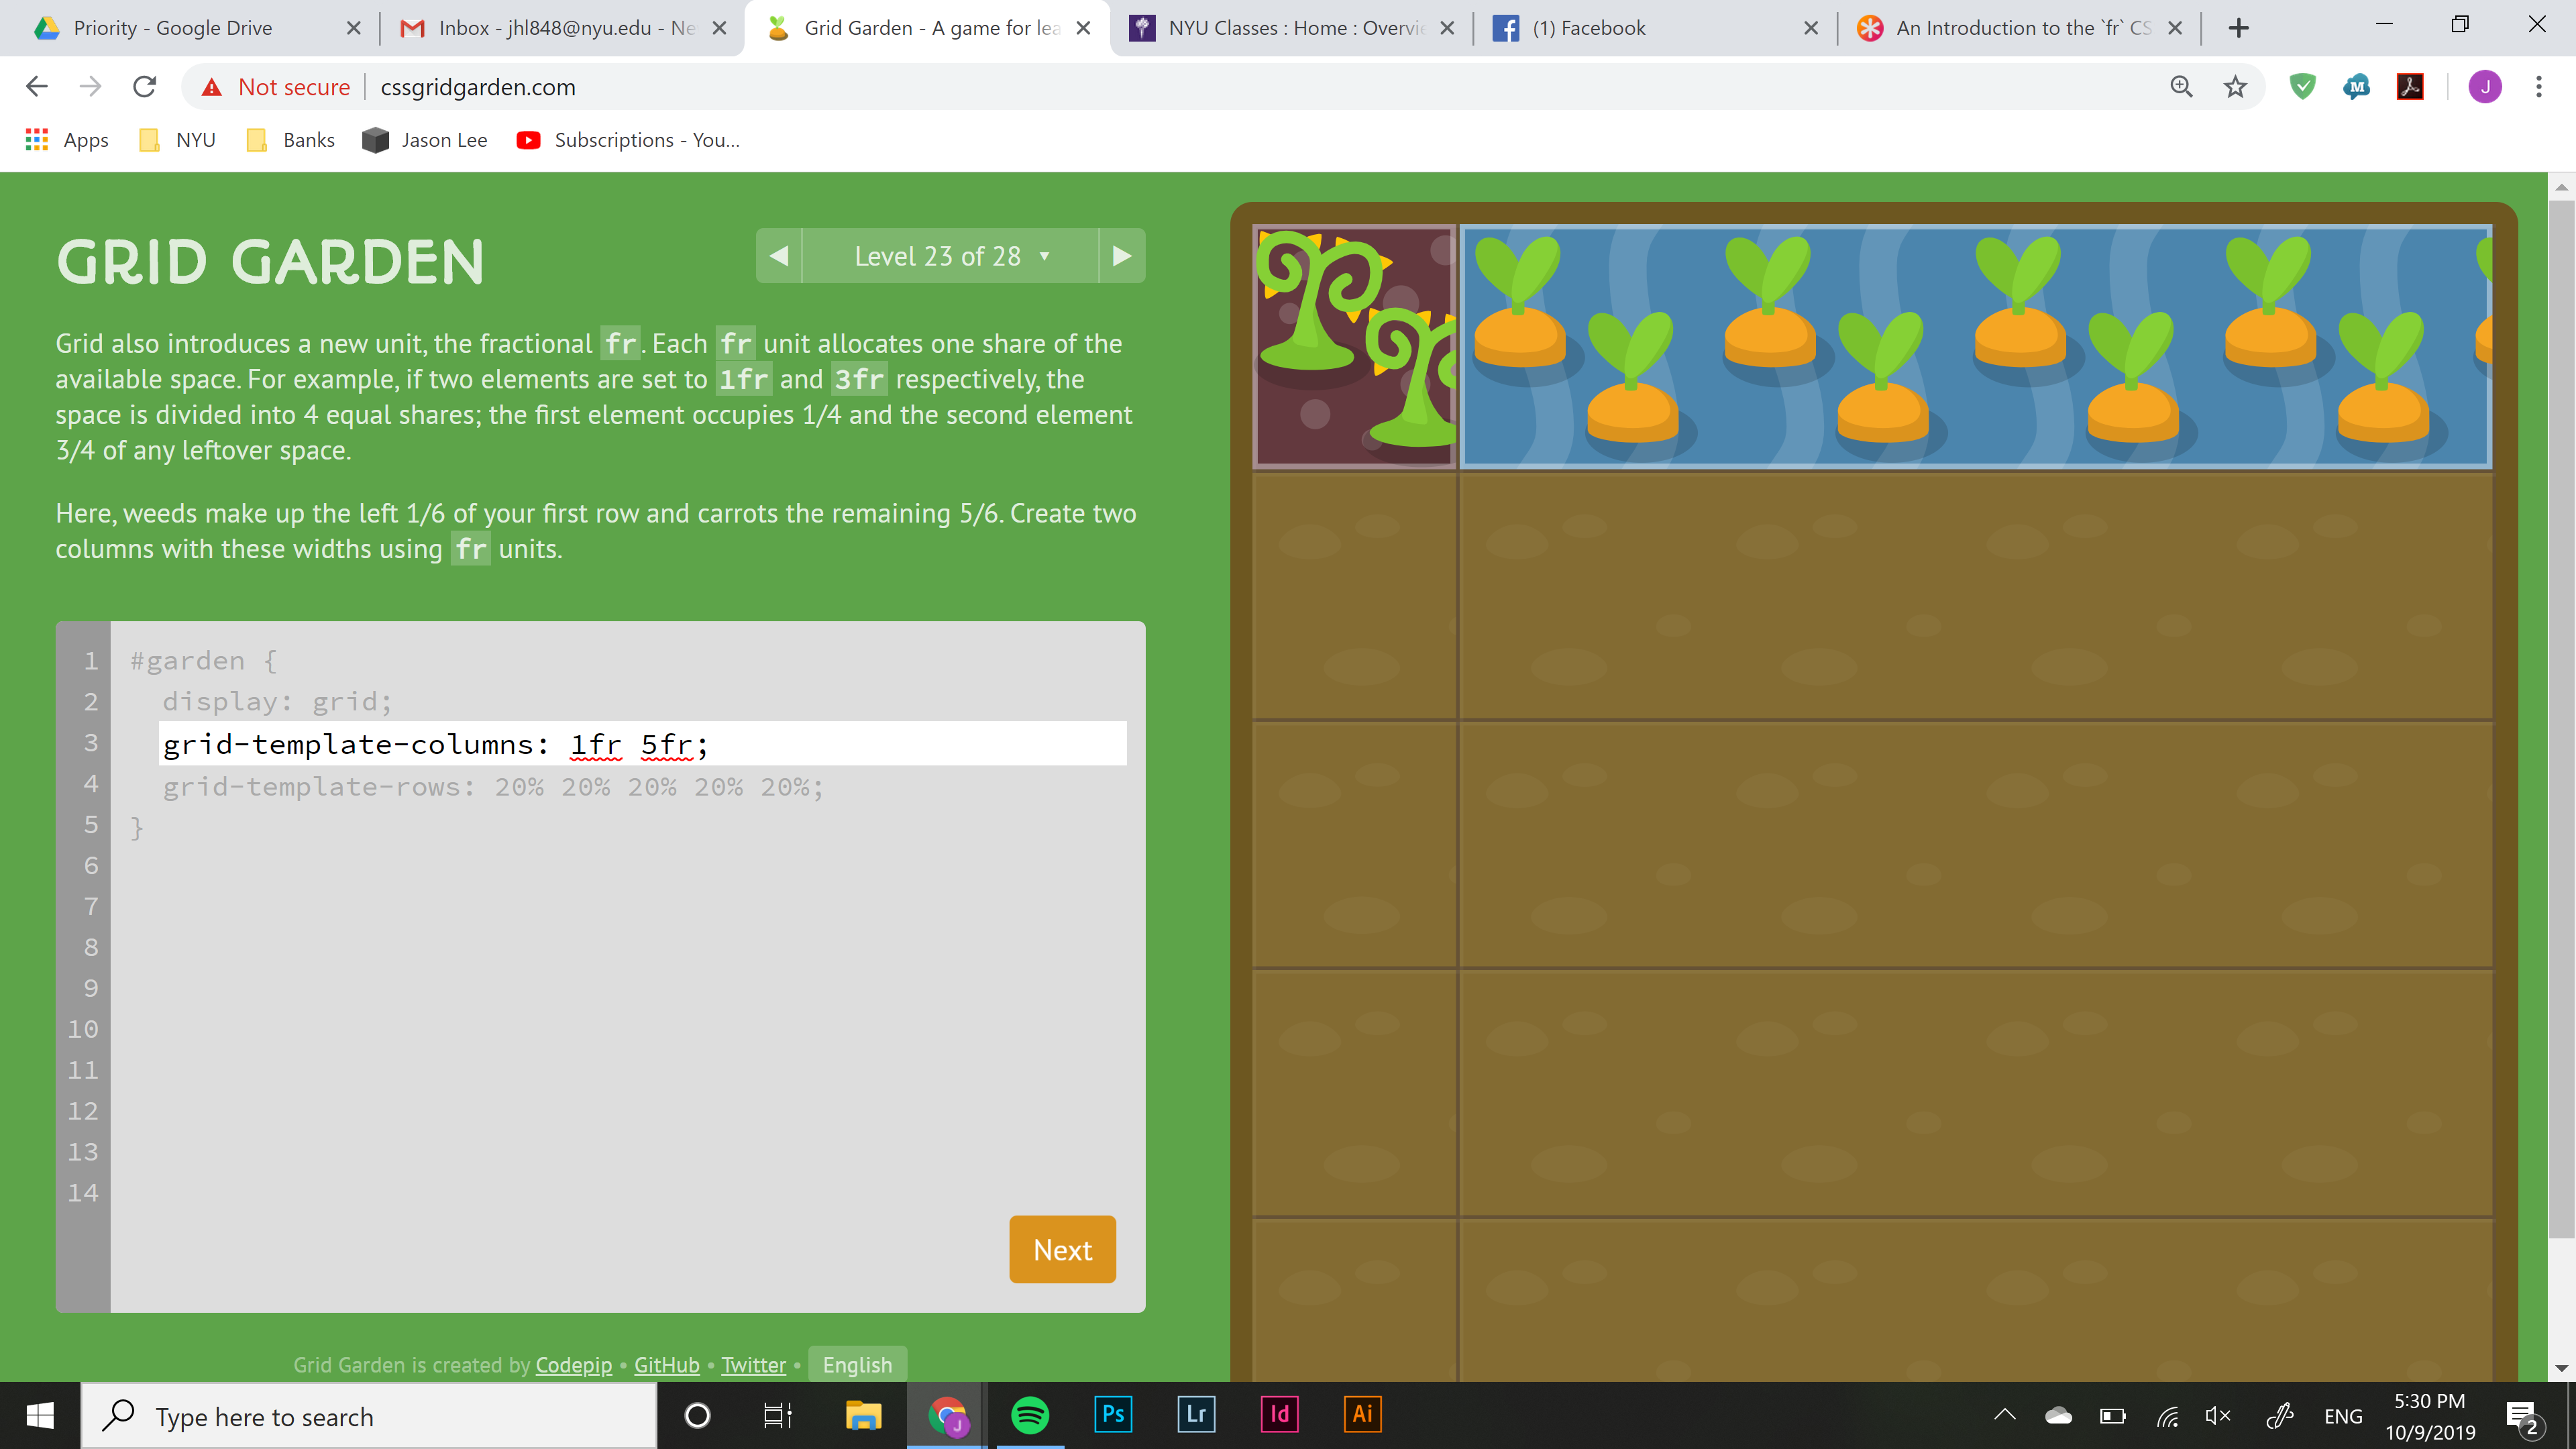 Priority - Google Drive
Inbox - jhl848@nyu.edu - Ne
Grid Garden - A game for lea
NYU Classes : Home : Overvie
(1) Facebook
An Introduction to the `fr` CS
Not secure
cssgridgarden.com
M
J
Apps
NYU
Banks
Jason Lee
Subscriptions - You...
GRID GARDEN
◀ Level 23 of 28 ▼ ▶
Grid also introduces a new unit, the fractional fr. Each fr unit allocates one share of the
available space. For example, if two elements are set to 1fr and 3fr respectively, the
space is divided into 4 equal shares; the first element occupies 1/4 and the second element
3/4 of any leftover space.
Here, weeds make up the left 1/6 of your first row and carrots the remaining 5/6. Create two
columns with these widths using fr units.
1 #garden {
2 display: grid;
3 grid-template-columns: 1fr 5fr;
4 grid-template-rows: 20% 20% 20% 20% 20%;
5 }
6
7
8
9
10
11
12
13
14
Next
Grid Garden is created by Codepip • GitHub • Twitter • English
Type here to search
J
Ps
Lr
Id
Ai
ENG
5:30 PM
10/9/2019
2